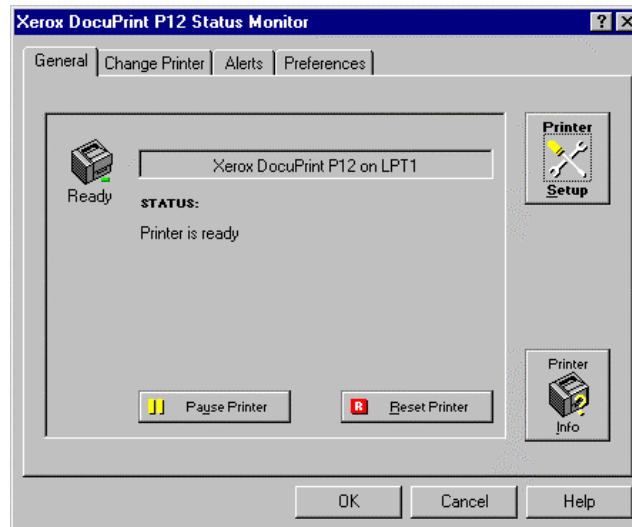 Xerox DocuPrint P12 Status Monitor
General
Change Printer
Alerts
Preferences
Xerox DocuPrint P12 on LPT1
Ready
STATUS:
Printer is ready
Printer
Setup
Pause Printer
R
Reset Printer
Printer
?
Info
OK
Cancel
Help